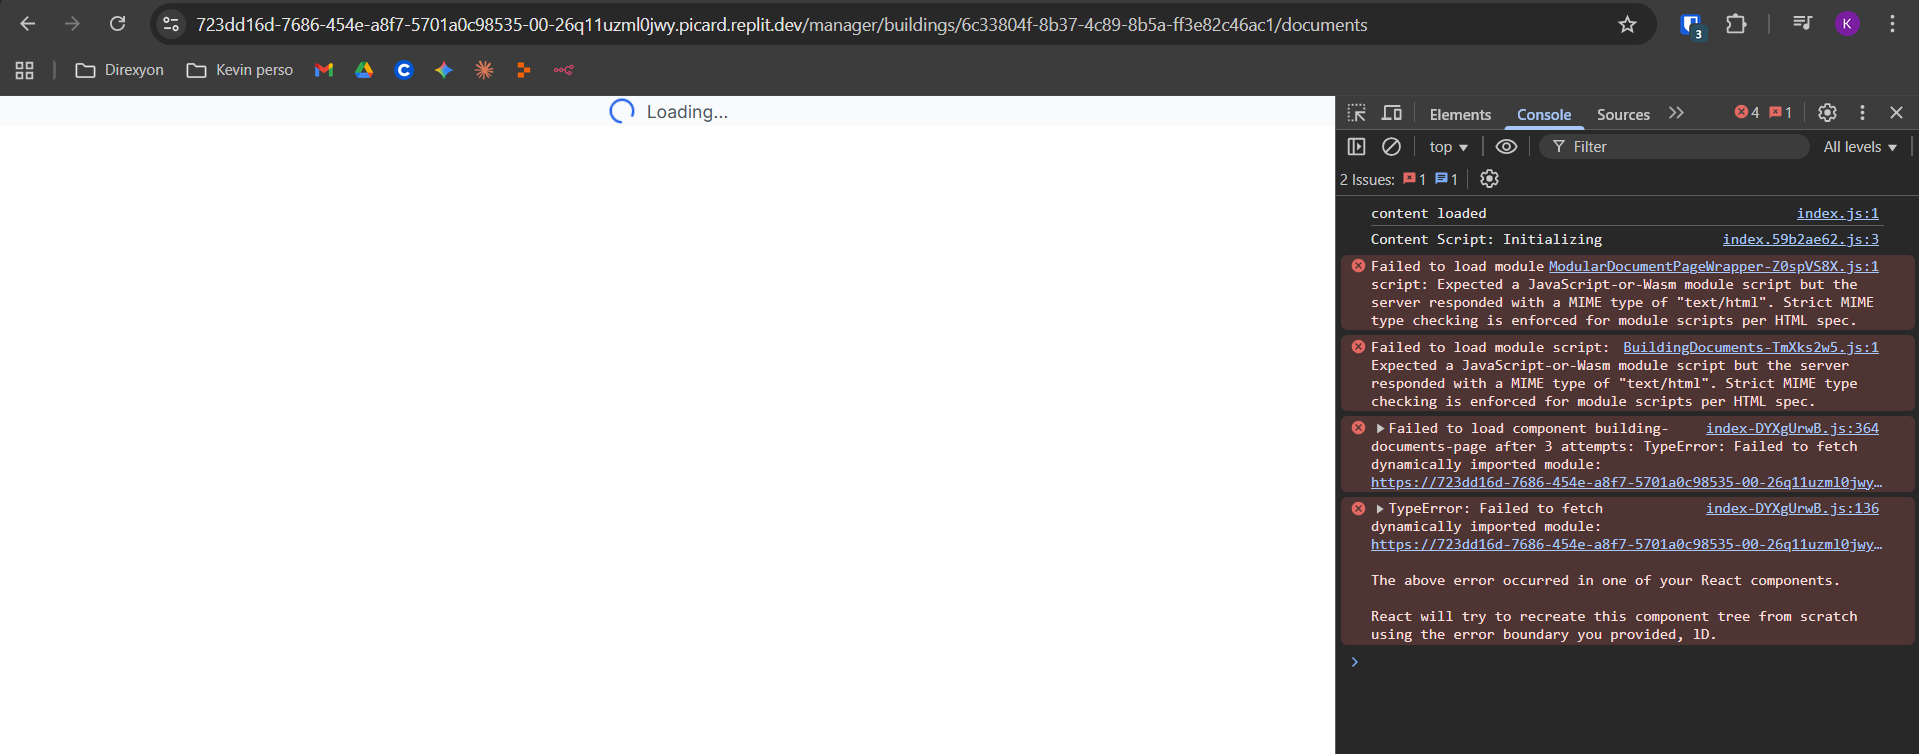 723dd16d-7686-454e-a8f7-5701a0c98535-00-26q11uzml0jwy.picard.replit.dev/manager/buildings/6c33804f-8b37-4c89-8b5a-ff3e82c46ac1/documents
3
K
Direxyon
Kevin perso
Loading...
Elements
Console
Sources
4
1
top
Filter
All levels
2 Issues:
1
1
content loaded
index.js:1
Content Script: Initializing
index.59b2ae62.js:3
Failed to load module ModularDocumentPageWrapper-Z0spVS8X.js:1
script: Expected a JavaScript-or-Wasm module script but the
server responded with a MIME type of "text/html". Strict MIME
type checking is enforced for module scripts per HTML spec.
Failed to load module script: BuildingDocuments-TmXks2w5.js:1
Expected a JavaScript-or-Wasm module script but the server
responded with a MIME type of "text/html". Strict MIME type
checking is enforced for module scripts per HTML spec.
Failed to load component building- index-DYXgUrwB.js:364
documents-page after 3 attempts: TypeError: Failed to fetch
dynamically imported module:
https://723dd16d-7686-454e-a8f7-5701a0c98535-00-26q11uzml0jwy…
TypeError: Failed to fetch index-DYXgUrwB.js:136
dynamically imported module:
https://723dd16d-7686-454e-a8f7-5701a0c98535-00-26q11uzml0jwy…
The above error occurred in one of your React components.
React will try to recreate this component tree from scratch
using the error boundary you provided, lD.